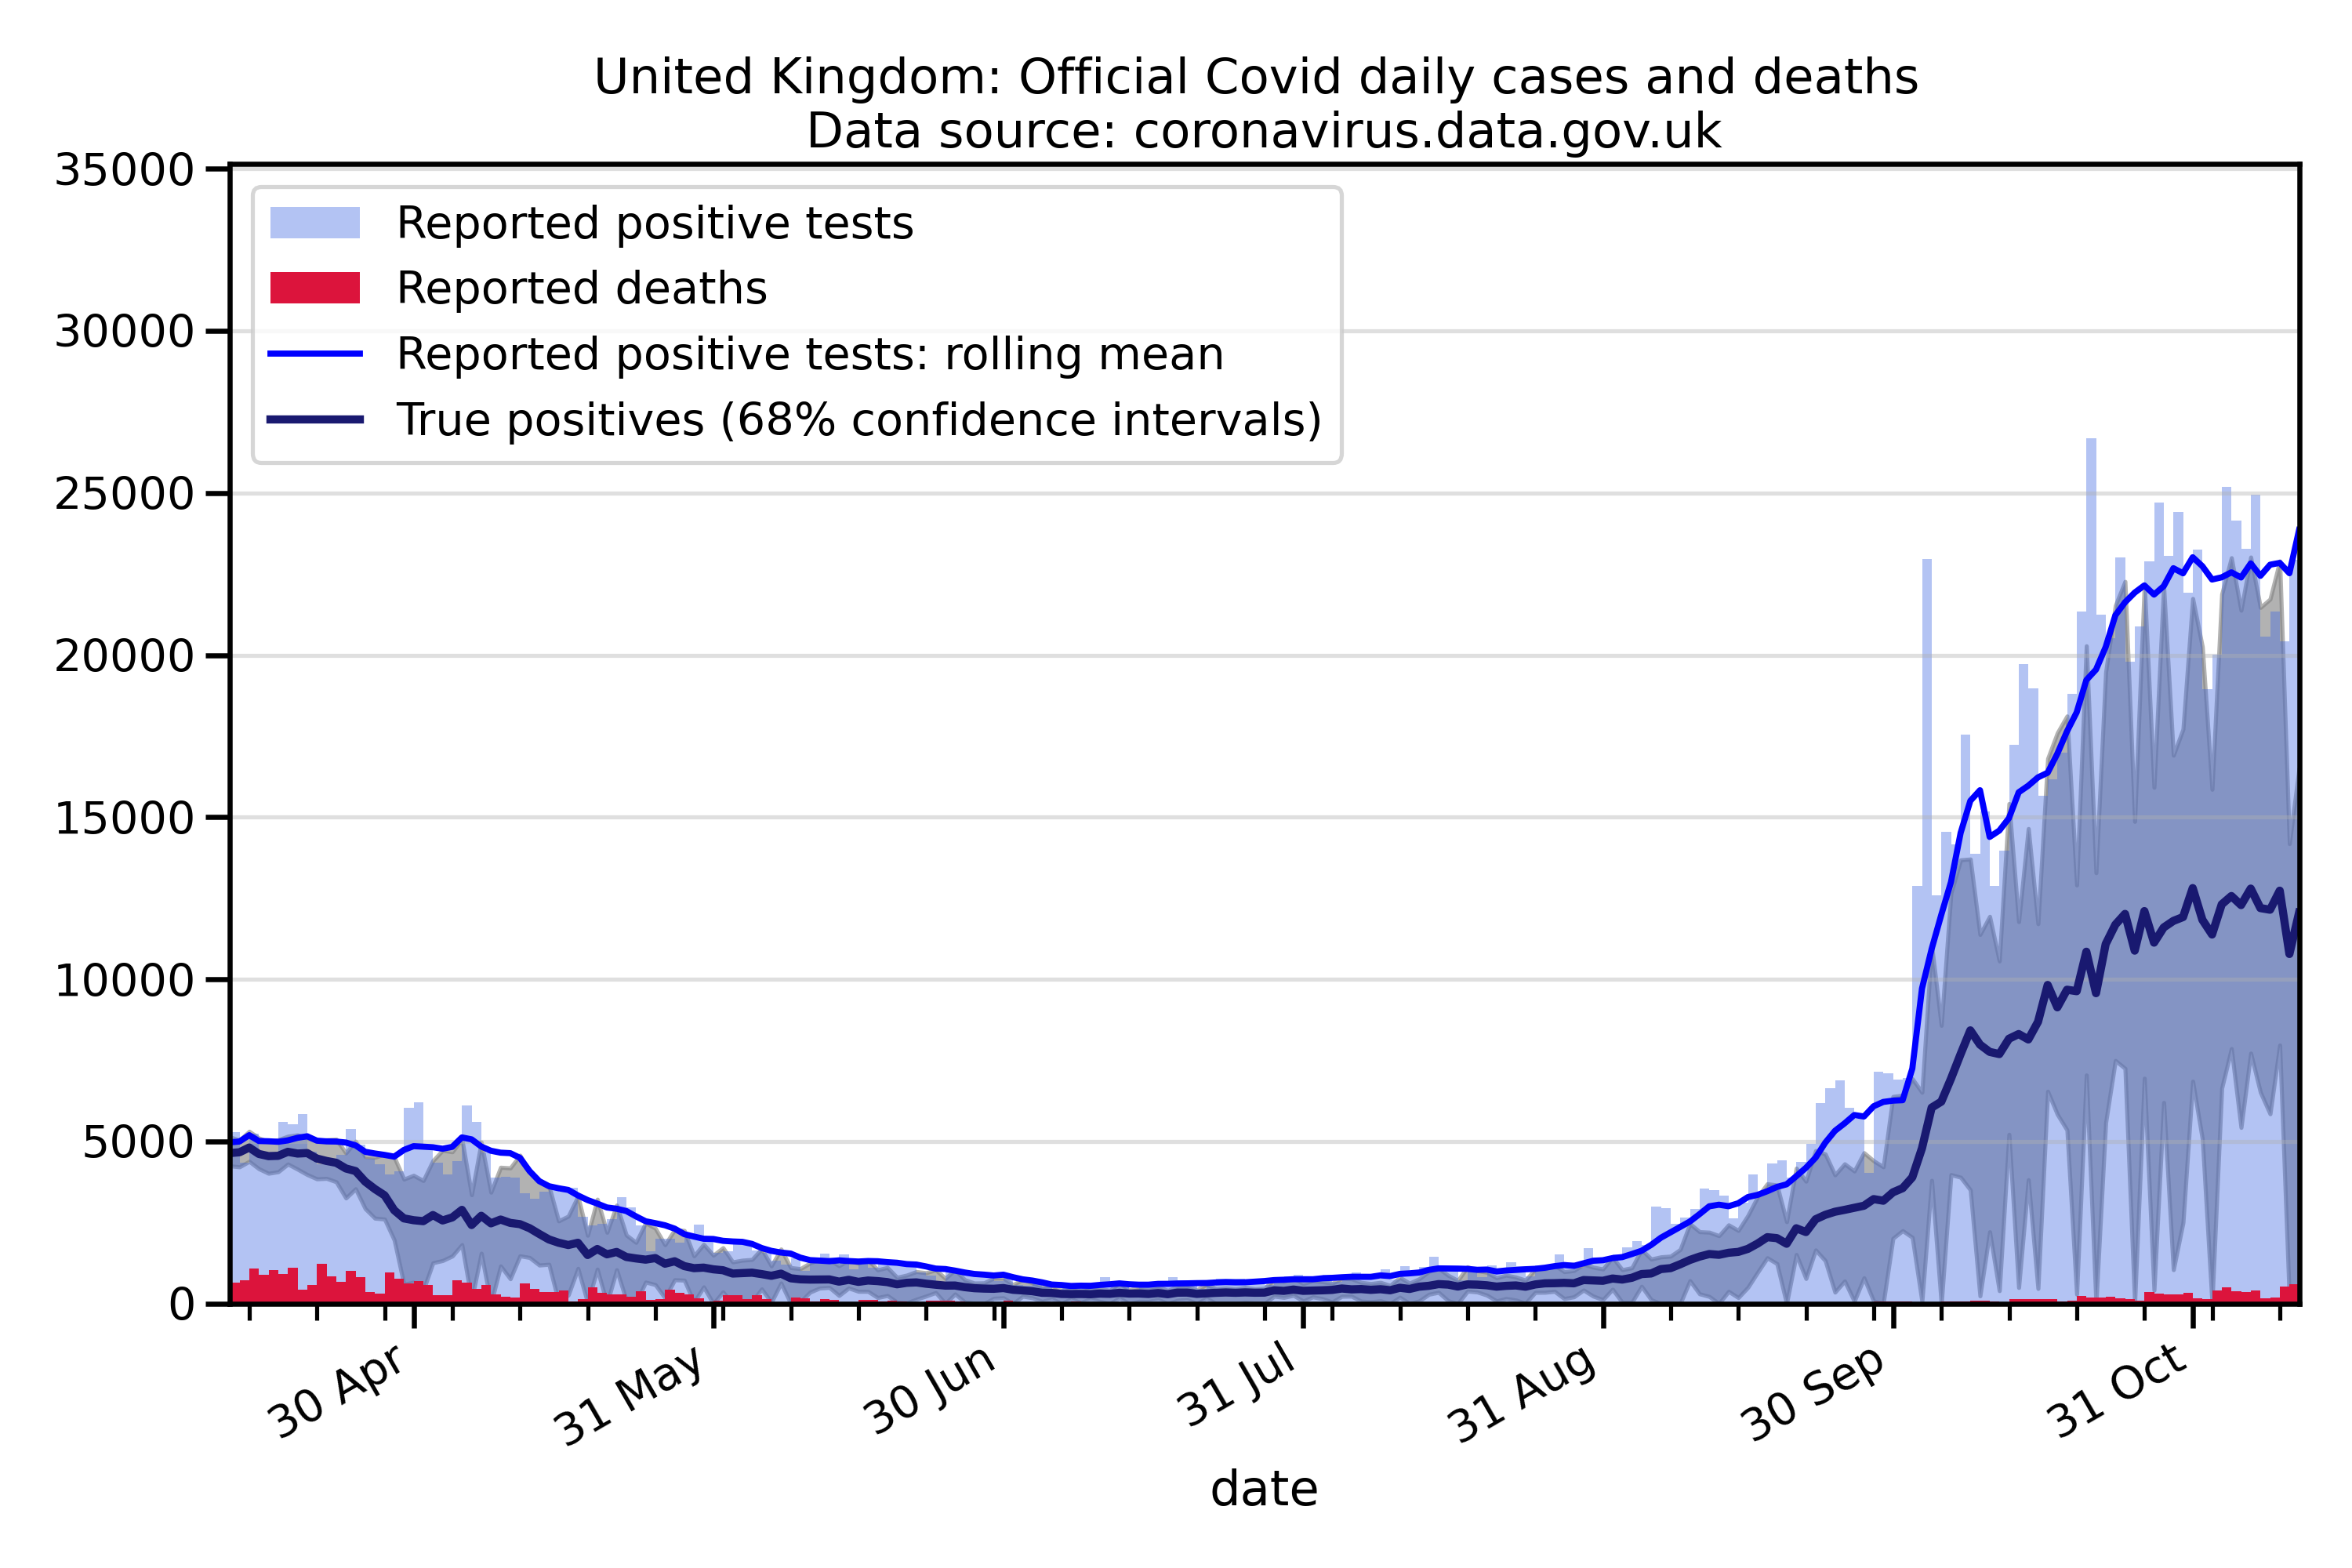 United Kingdom: Official Covid daily cases and deaths
Data source: coronavirus.data.gov.uk
35000
30000
25000
20000
15000
10000
5000
0
Reported positive tests
Reported deaths
Reported positive tests: rolling mean
True positives (68% confidence intervals)
30 Apr
31 May
30 Jun
31 Jul
31 Aug
30 Sep
31 Oct
date